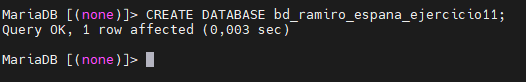 MariaDB [(none)]> CREATE DATABASE bd_ramiro_espana_ejercicio11;
Query OK, 1 row affected (0,003 sec)
MariaDB [(none)]>